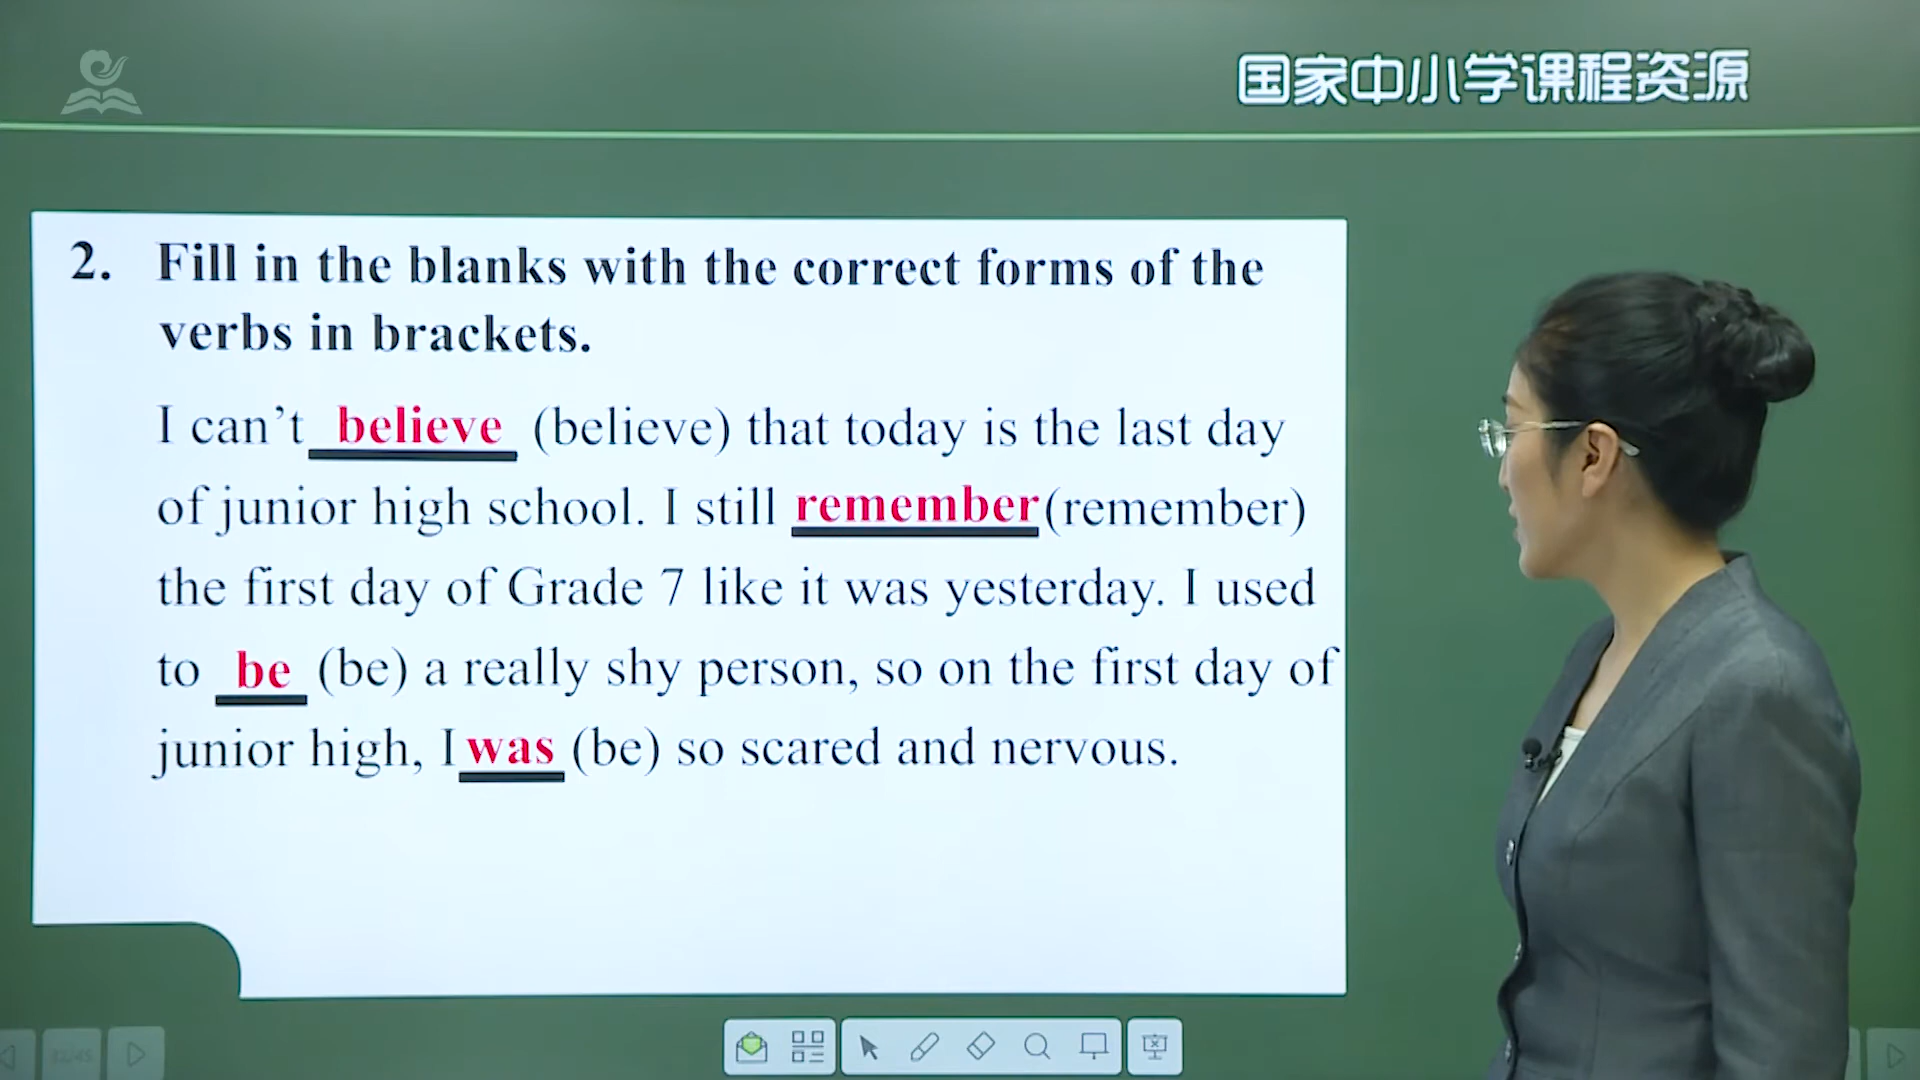 国家中小学课程资源
2. Fill in the blanks with the correct forms of the
verbs in brackets.
I can’t believe (believe) that today is the last day
of junior high school. I still remember (remember)
the first day of Grade 7 like it was yesterday. I used
to be (be) a really shy person, so on the first day of
junior high, I was (be) so scared and nervous.